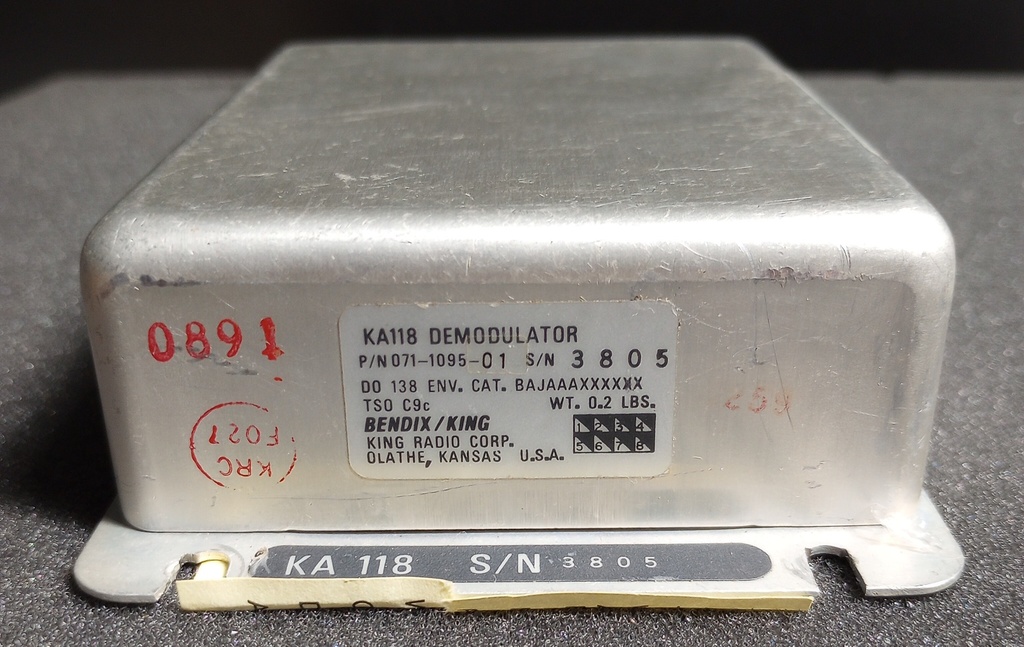 0891
KRC
F027
KA118 DEMODULATOR
P/N 071-1095-01 S/N 3805
DO 138 ENV. CAT. BAJAAAXXXXXX
TSO C9c WT. 0.2 LBS.
BENDIX/KING
KING RADIO CORP.
OLATHE, KANSAS U.S.A.
1 2 3 4
5 6 7 8
KA 118 S/N 3805